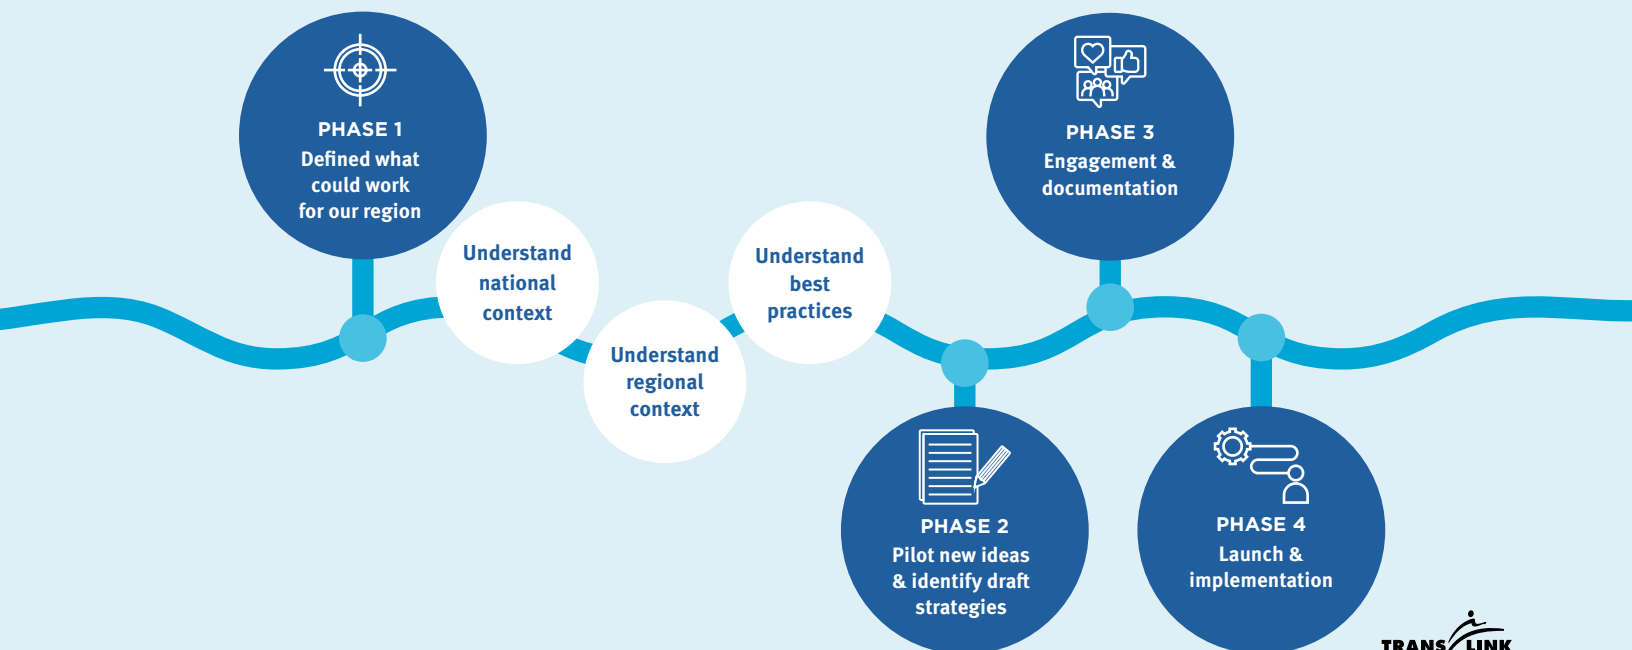 PHASE 1
Defined what
could work
for our region
Understand
national
context
Understand
regional
context
Understand
best
practices
PHASE 2
Pilot new ideas
& identify draft
strategies
PHASE 3
Engagement &
documentation
PHASE 4
Launch &
implementation
TRANSLINK